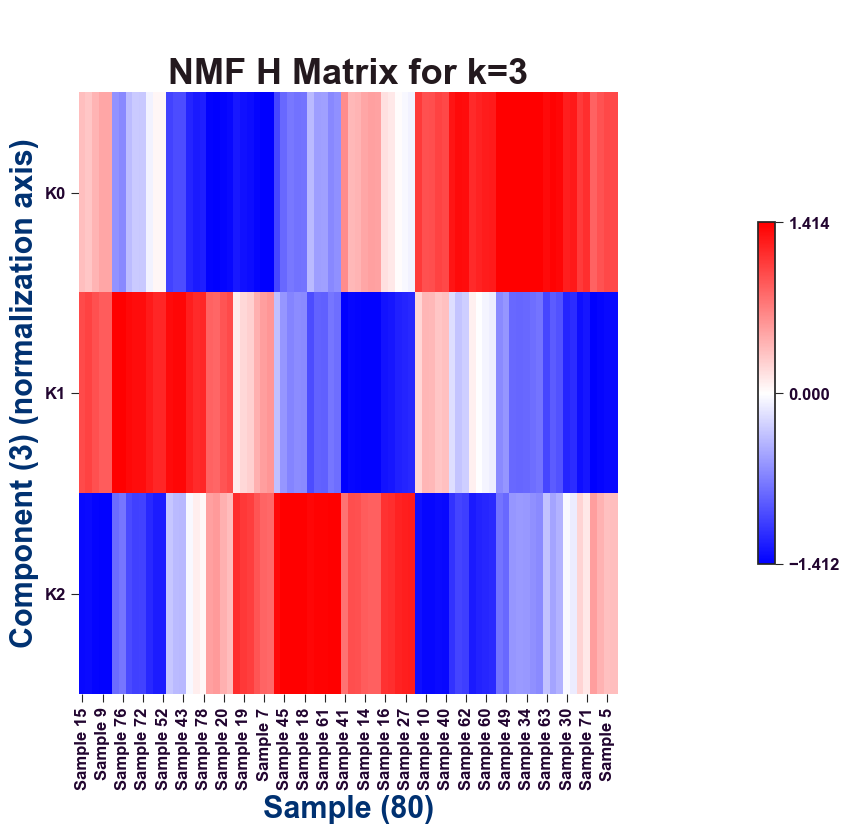 NMF H Matrix for k=3
Component (3) (normalization axis)
K0
K1
K2
1.414
0.000
−1.412
Sample 15
Sample 9
Sample 76
Sample 72
Sample 52
Sample 43
Sample 78
Sample 20
Sample 19
Sample 7
Sample 45
Sample 18
Sample 61
Sample 41
Sample 14
Sample 16
Sample 27
Sample 10
Sample 40
Sample 62
Sample 60
Sample 49
Sample 34
Sample 63
Sample 30
Sample 71
Sample 5
Sample (80)